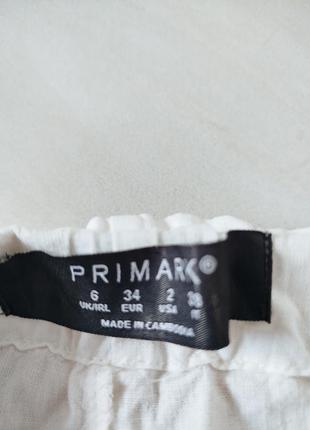 PRIMARK®
6 34 2 38
UK/IRL EUR USA
MADE IN CAMBODIA